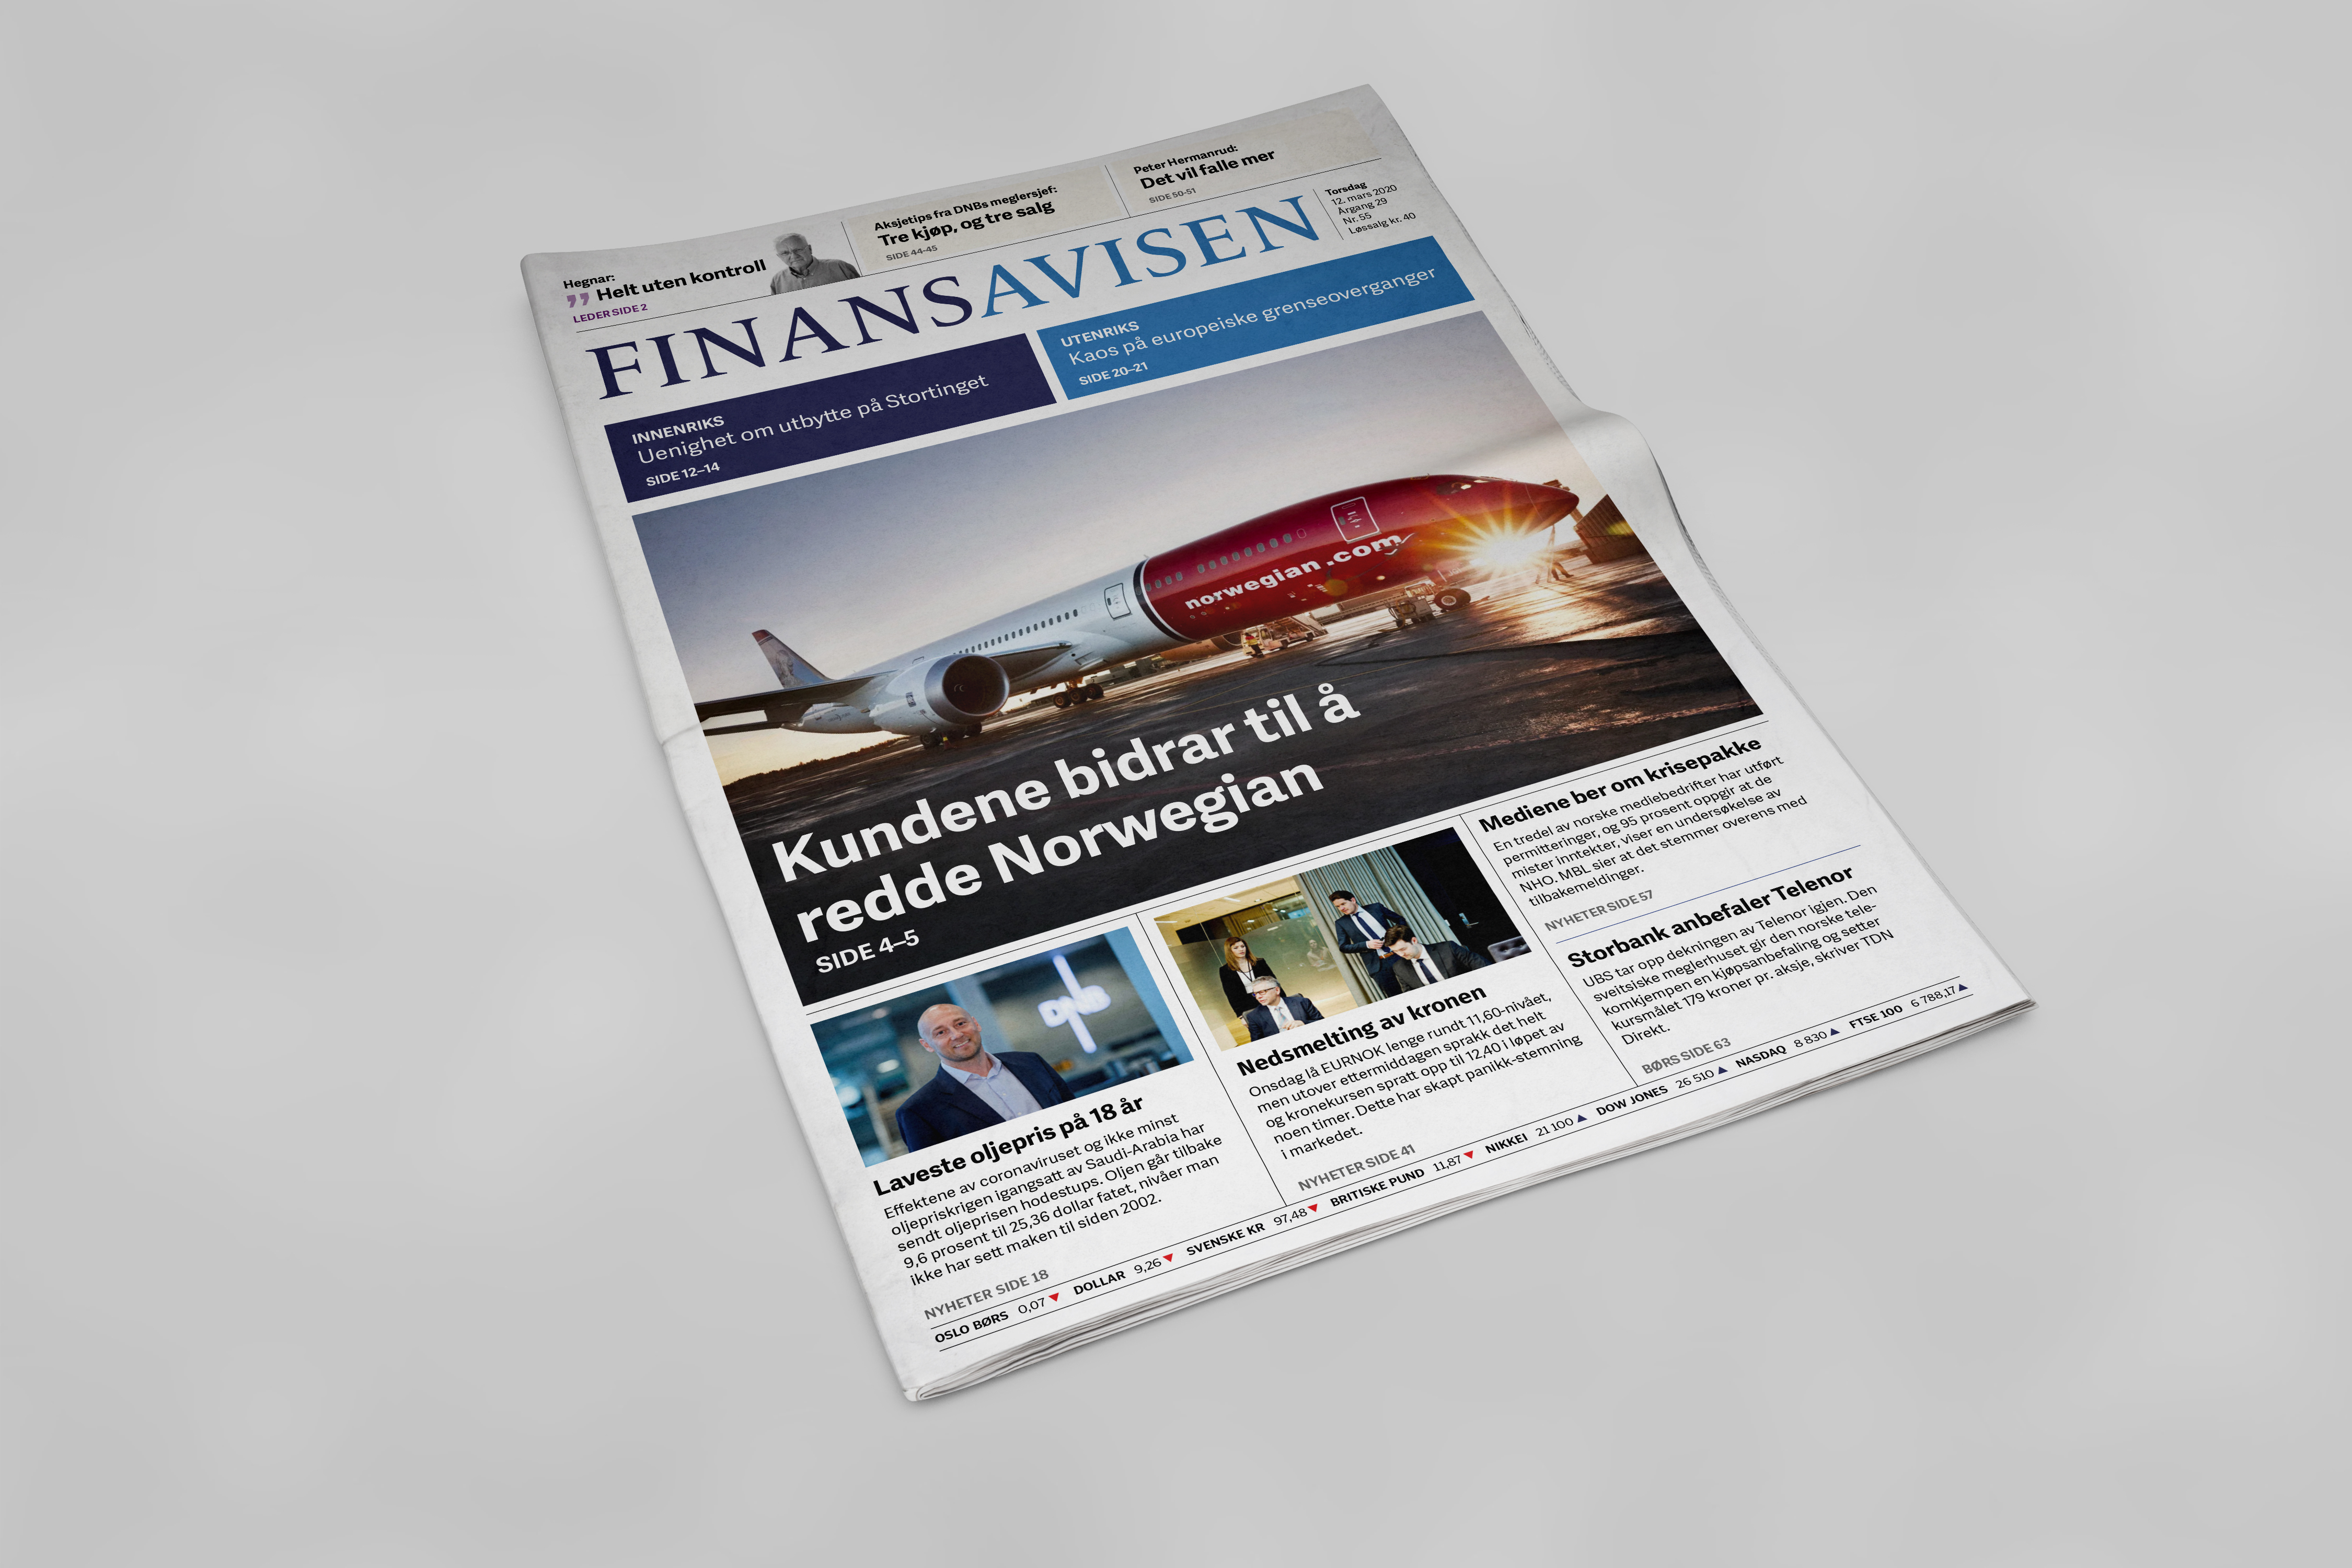 Hegnar:
” Helt uten kontroll
LEDER SIDE 2
Aksjetips fra DNBs meglersjef:
Tre kjøp, og tre salg
SIDE 44-45
Peter Hermanrud:
Det vil falle mer
SIDE 50-51
FINANSAVISEN
Torsdag
12. mars 2020
Årgang 29
Nr. 55
Løssalg kr. 40
INNENRIKS
Uenighet om utbytte på Stortinget
SIDE 12–14
UTENRIKS
Kaos på europeiske grenseoverganger
SIDE 20–21
norwegian.com
Kundene bidrar til å
redde Norwegian
SIDE 4–5
DNB
Laveste oljepris på 18 år
Effektene av coronaviruset og ikke minst
oljepriskrigen igangsatt av Saudi-Arabia har
sendt oljeprisen hodestups. Oljen går tilbake
9,6 prosent til 25,36 dollar fatet, nivåer man
ikke har sett maken til siden 2002.
NYHETER SIDE 18
Nedsmelting av kronen
Onsdag lå EURNOK lenge rundt 11,60-nivået,
men utover ettermiddagen sprakk det helt
og kronekursen spratt opp til 12,40 i løpet av
noen timer. Dette har skapt panikk-stemning
i markedet.
NYHETER SIDE 41
Mediene ber om krisepakke
En tredel av norske mediebedrifter har utført
permitteringer, og 95 prosent oppgir at de
mister inntekter, viser en undersøkelse av
NHO. MBL sier at det stemmer overens med
tilbakemeldinger.
NYHETER SIDE 57
Storbank anbefaler Telenor
UBS tar opp dekningen av Telenor igjen. Den
sveitsiske meglerhuset gir den norske tele-
komkjempen en kjøpsanbefaling og setter
kursmålet 179 kroner pr. aksje, skriver TDN
Direkt.
BØRS SIDE 63
OSLO BØRS 0,07 ▼ DOLLAR 9,26 ▼ SVENSKE KR 97,48 ▼ BRITISKE PUND 11,87 ▼ NIKKEI 21 100 ▲ DOW JONES 26 510 ▲ NASDAQ 8 830 ▲ FTSE 100 6 788,17 ▲